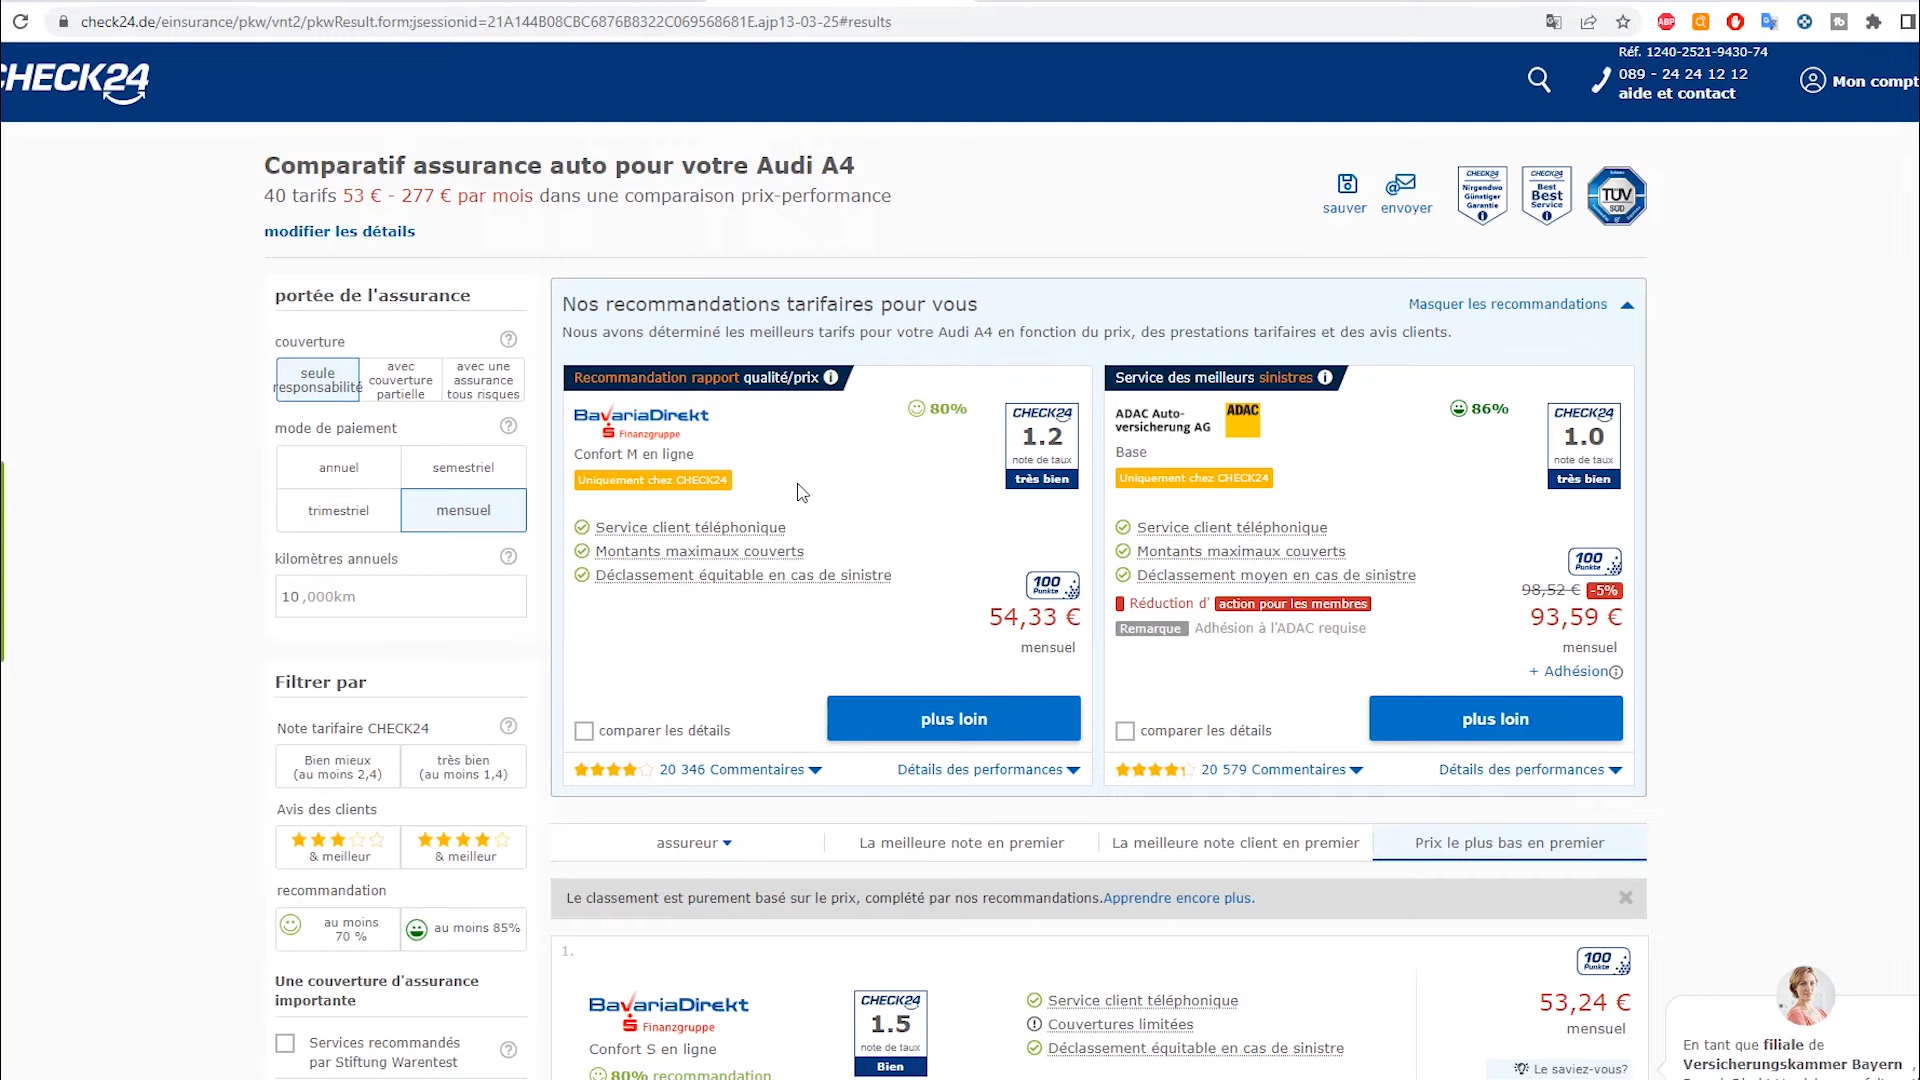 check24.de/einsurance/pkw/vnt2/pkwResult.form;jsessionid=21A144B08CBC6876B8322C069568681E.ajp13-03-25#results
CHECK24
Réf. 1240-2521-9430-74
089 - 24 24 12 12
aide et contact
Mon compt
Comparatif assurance auto pour votre Audi A4
40 tarifs 53 € - 277 € par mois dans une comparaison prix-performance
modifier les détails
sauver
envoyer
CHECK24
Nirgendwo
Günstiger
Garantie
CHECK24
Best
Best
Service
TÜV
SÜD
portée de l'assurance
couverture
seule
responsabilité
avec
couverture
partielle
avec une
assurance
tous risques
mode de paiement
annuel
semestriel
trimestriel
mensuel
kilomètres annuels
10 ,000km
Filtrer par
Note tarifaire CHECK24
Bien mieux
(au moins 2,4)
très bien
(au moins 1,4)
Avis des clients
& meilleur
& meilleur
recommandation
au moins
70 %
au moins 85%
Une couverture d'assurance
importante
Services recommandés
par Stiftung Warentest
Nos recommandations tarifaires pour vous
Masquer les recommandations
Nous avons déterminé les meilleurs tarifs pour votre Audi A4 en fonction du prix, des prestations tarifaires et des avis clients.
Recommandation rapport qualité/prix
BavariaDirekt
Finanzgruppe
80%
CHECK24
1.2
note de taux
très bien
Confort M en ligne
Uniquement chez CHECK24
Service client téléphonique
Montants maximaux couverts
Déclassement équitable en cas de sinistre
100
Punkte
54,33 €
mensuel
comparer les détails
plus loin
20 346 Commentaires
Détails des performances
Service des meilleurs sinistres
ADAC Auto-
versicherung AG
ADAC
86%
CHECK24
1.0
note de taux
très bien
Base
Uniquement chez CHECK24
Service client téléphonique
Montants maximaux couverts
Déclassement moyen en cas de sinistre
100
Punkte
Réduction d' action pour les membres
98,52 € -5%
93,59 €
Remarque Adhésion à l'ADAC requise
mensuel
+ Adhésion
comparer les détails
plus loin
20 579 Commentaires
Détails des performances
assureur
La meilleure note en premier
La meilleure note client en premier
Prix le plus bas en premier
Le classement est purement basé sur le prix, complété par nos recommandations.Apprendre encore plus.
1.
BavariaDirekt
Finanzgruppe
Confort S en ligne
80% recommendation
CHECK24
1.5
note de taux
Bien
Service client téléphonique
Couvertures limitées
Déclassement équitable en cas de sinistre
100
Punkte
53,24 €
mensuel
Le saviez-vous?
En tant que filiale de
Versicherungskammer Bayern ,